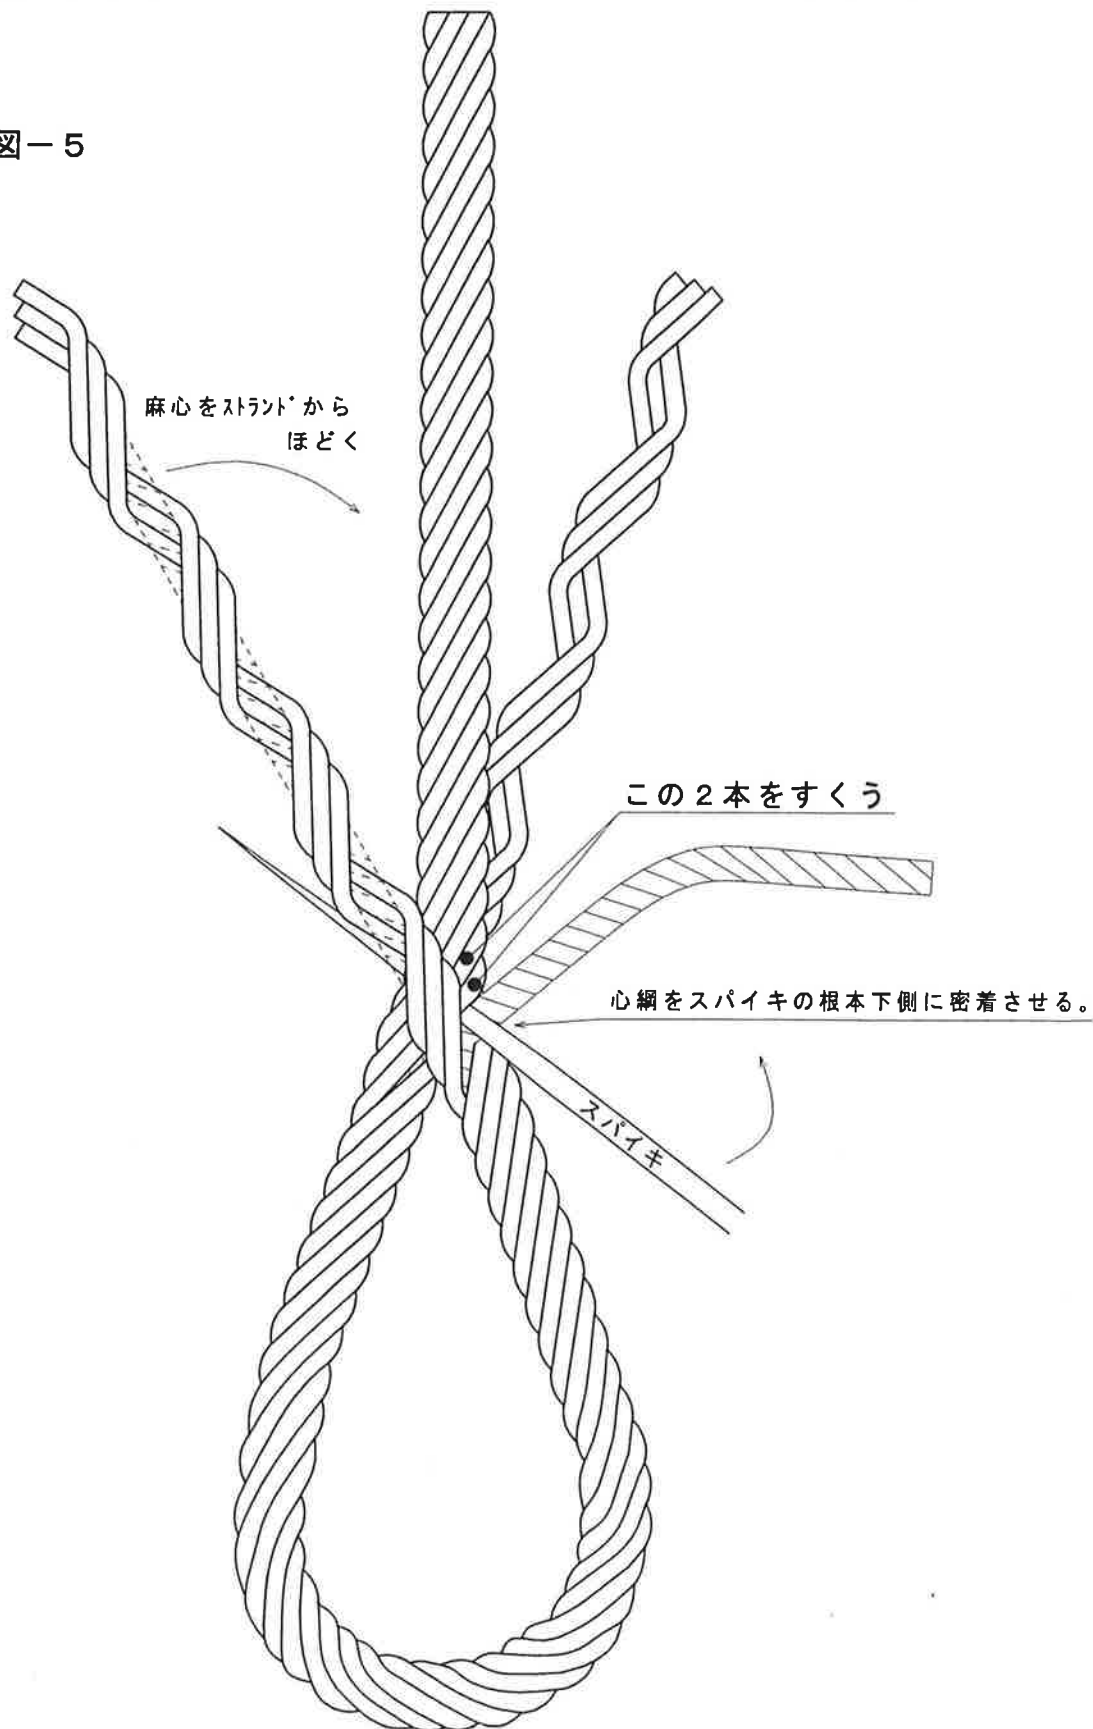 図－5
麻心をｽﾄﾗﾝﾄﾞから
ほどく
この2本をすくう
心綱をスパイキの根本下側に密着させる。
スパイキ